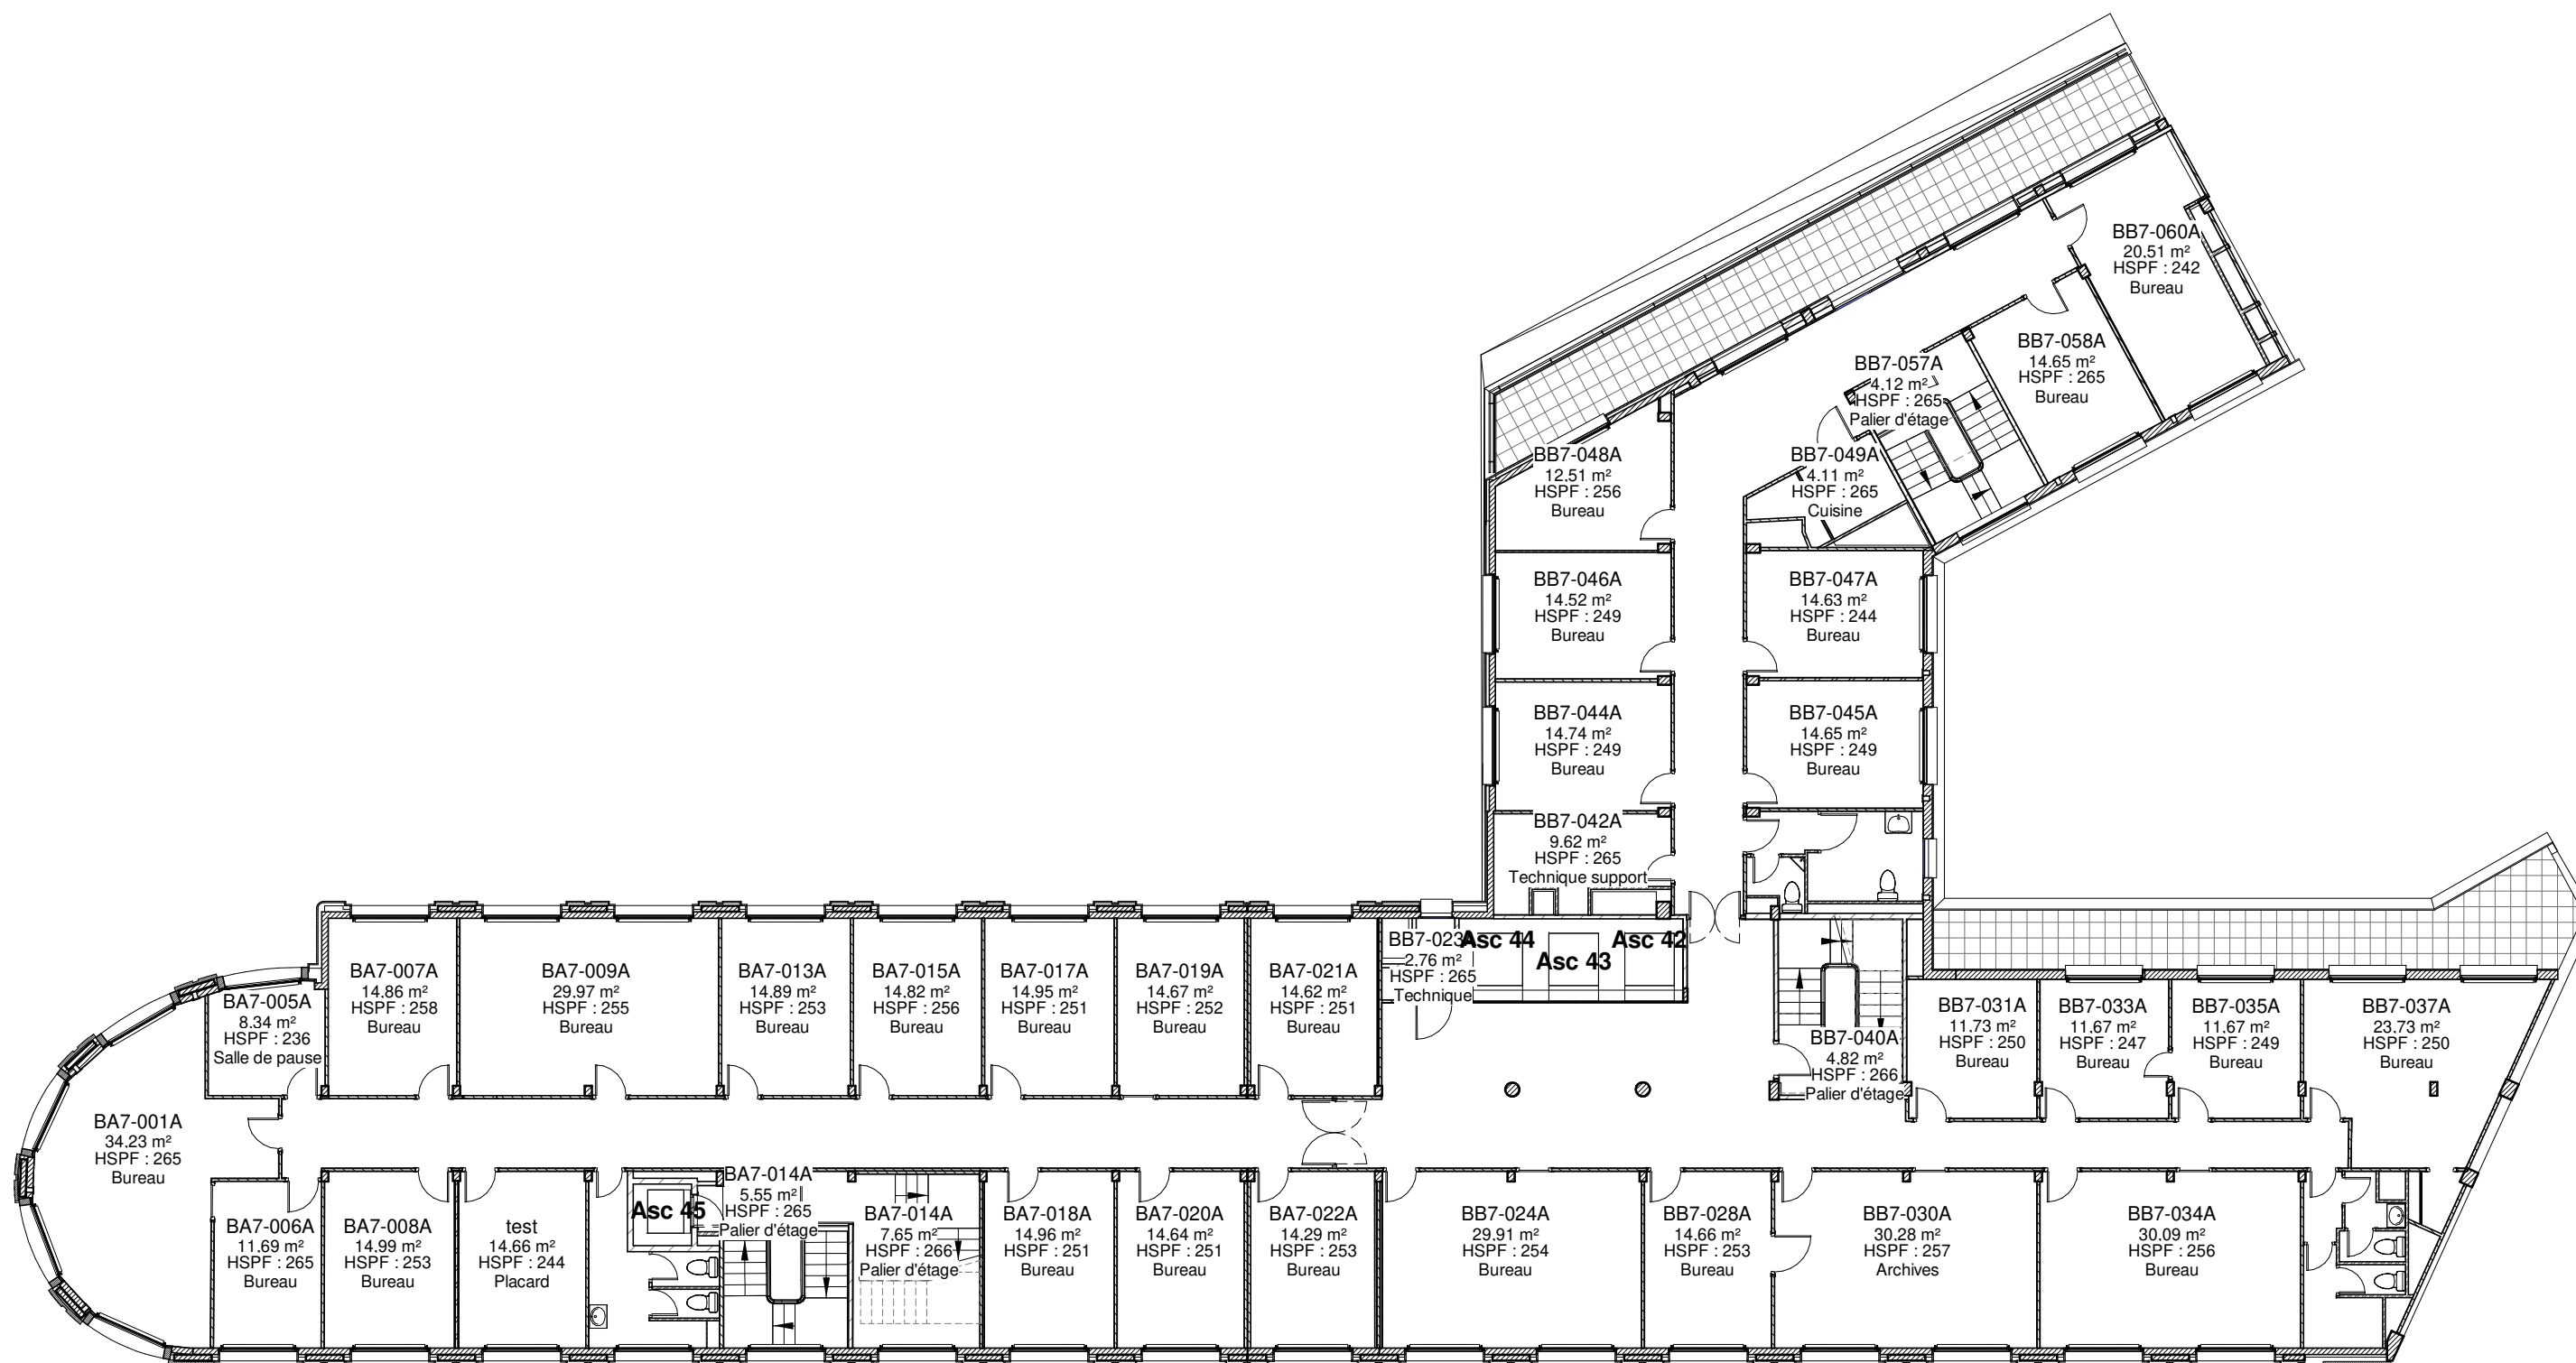 BB7-060A
20.51 m²
HSPF : 242
Bureau
BB7-058A
14.65 m²
HSPF : 265
Bureau
BB7-057A
4.12 m²
HSPF : 265
Palier d'étage
BB7-048A
12.51 m²
HSPF : 256
Bureau
BB7-049A
4.11 m²
HSPF : 265
Cuisine
BB7-046A
14.52 m²
HSPF : 249
Bureau
BB7-047A
14.63 m²
HSPF : 244
Bureau
BB7-044A
14.74 m²
HSPF : 249
Bureau
BB7-045A
14.65 m²
HSPF : 249
Bureau
BB7-042A
9.62 m²
HSPF : 265
Technique support
BB7-023A
2.76 m²
HSPF : 265
Technique
Asc 44
Asc 43
Asc 42
BA7-001A
34.23 m²
HSPF : 265
Bureau
BA7-005A
8.34 m²
HSPF : 236
Salle de pause
BA7-007A
14.86 m²
HSPF : 258
Bureau
BA7-009A
29.97 m²
HSPF : 255
Bureau
BA7-013A
14.89 m²
HSPF : 253
Bureau
BA7-015A
14.82 m²
HSPF : 256
Bureau
BA7-017A
14.95 m²
HSPF : 251
Bureau
BA7-019A
14.67 m²
HSPF : 252
Bureau
BA7-021A
14.62 m²
HSPF : 251
Bureau
BB7-040A
4.82 m²
HSPF : 266
Palier d'étage
BB7-031A
11.73 m²
HSPF : 250
Bureau
BB7-033A
11.67 m²
HSPF : 247
Bureau
BB7-035A
11.67 m²
HSPF : 249
Bureau
BB7-037A
23.73 m²
HSPF : 250
Bureau
BA7-006A
11.69 m²
HSPF : 265
Bureau
BA7-008A
14.99 m²
HSPF : 253
Bureau
test
14.66 m²
HSPF : 244
Placard
Asc 45
BA7-014A
5.55 m²
HSPF : 265
Palier d'étage
BA7-014A
7.65 m²
HSPF : 266
Palier d'étage
BA7-018A
14.96 m²
HSPF : 251
Bureau
BA7-020A
14.64 m²
HSPF : 251
Bureau
BA7-022A
14.29 m²
HSPF : 253
Bureau
BB7-024A
29.91 m²
HSPF : 254
Bureau
BB7-028A
14.66 m²
HSPF : 253
Bureau
BB7-030A
30.28 m²
HSPF : 257
Archives
BB7-034A
30.09 m²
HSPF : 256
Bureau